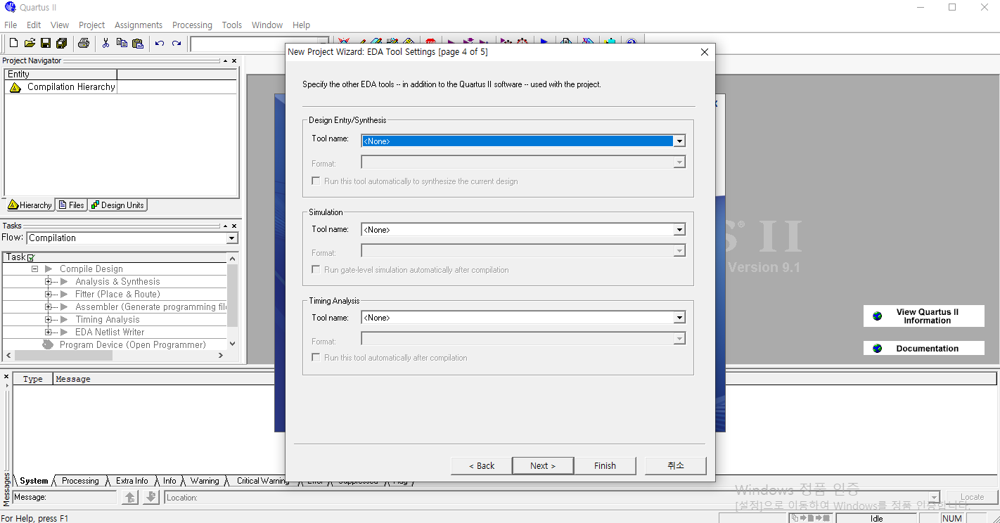 Quartus II
File Edit View Project Assignments Processing Tools Window Help
Project Navigator
Entity
Compilation Hierarchy
Hierarchy Files Design Units
Tasks
Flow: Compilation
Task
Compile Design
Analysis & Synthesis
Fitter (Place & Route)
Assembler (Generate programming fil
Timing Analysis
EDA Netlist Writer
Program Device (Open Programmer)
New Project Wizard: EDA Tool Settings [page 4 of 5]
Specify the other EDA tools -- in addition to the Quartus II software -- used with the project.
Design Entry/Synthesis
Tool name: <None>
Format:
Run this tool automatically to synthesize the current design
Simulation
Tool name: <None>
Format:
Run gate-level simulation automatically after compilation
Timing Analysis
Tool name: <None>
Format:
Run this tool automatically after compilation
< Back Next > Finish 취소
S® II
Version 9.1
View Quartus II
Information
Documentation
Type Message
Messages
System Processing Extra Info Info Warning Critical Warning
Message: Location: Locate
Windows 정품 인증
[설정]으로 이동하여 Windows를 정품 인증합니다.
For Help, press F1 Idle NUM